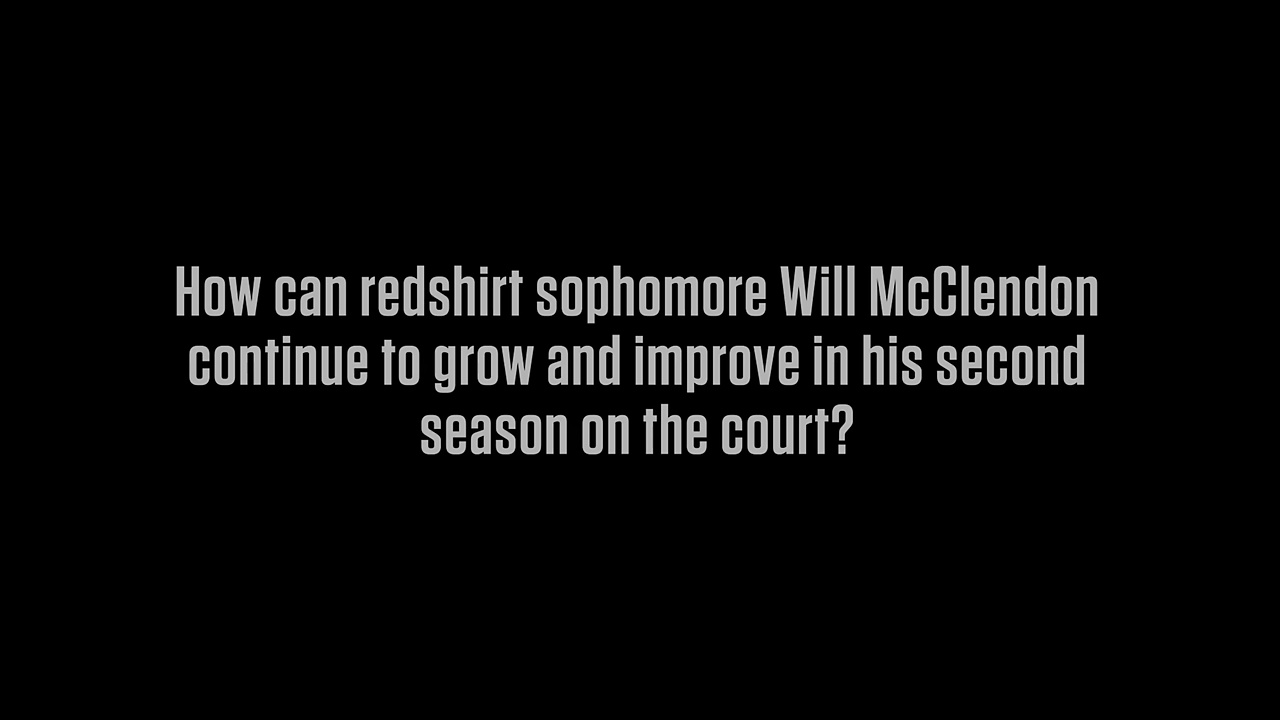 How can redshirt sophomore Will McClendon
continue to grow and improve in his second
season on the court?